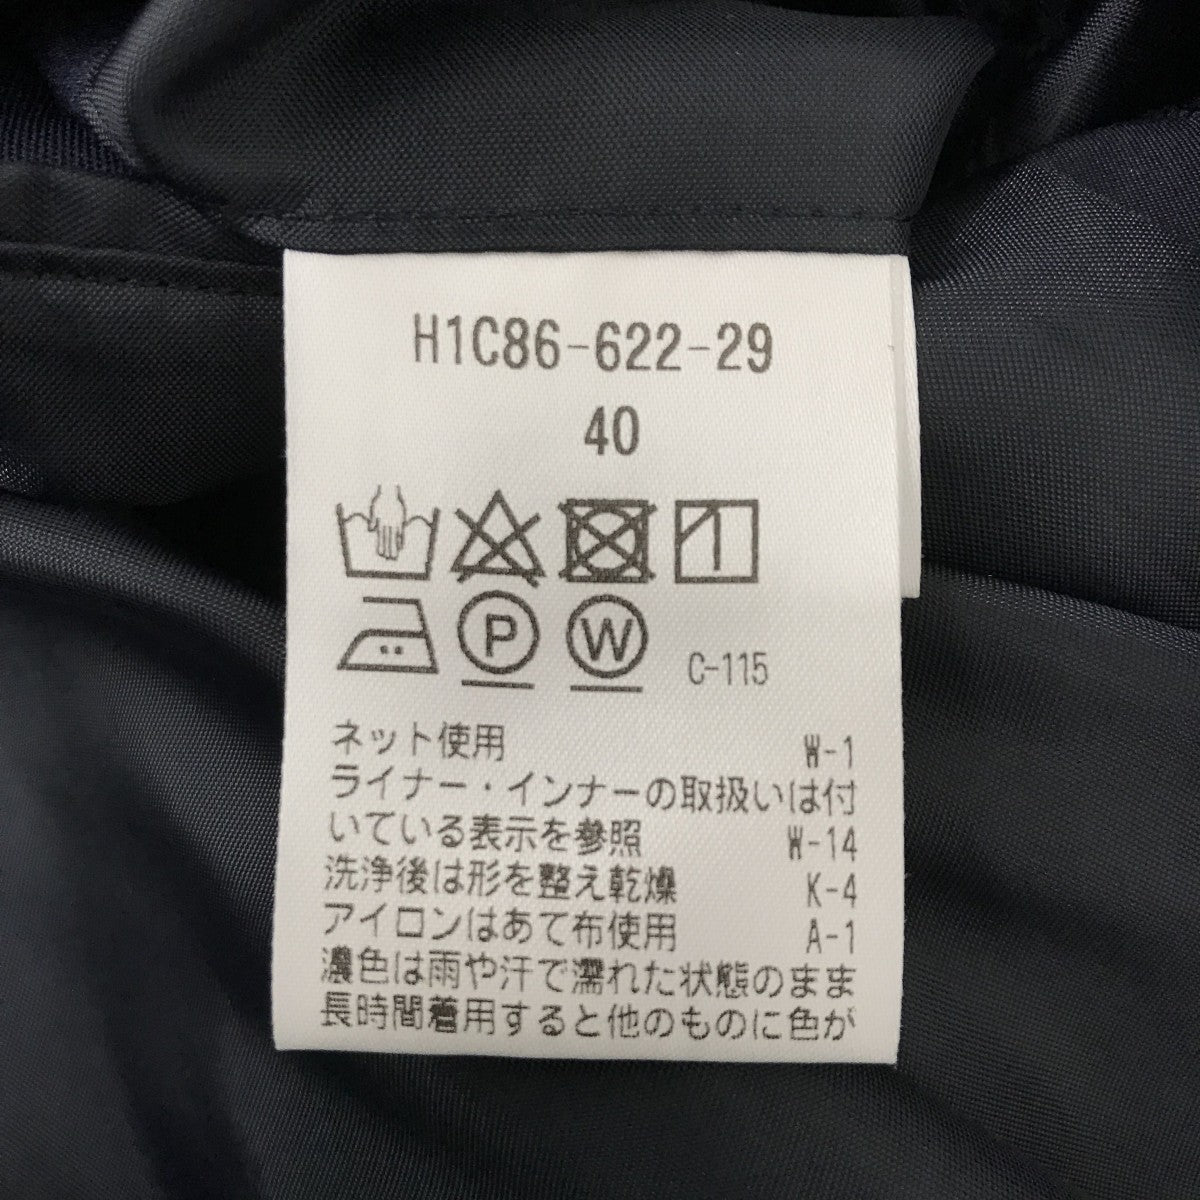 H1C86-622-29
40
P
W
C-115
ネット使用 W-1
ライナー・インナーの取扱いは付
いている表示を参照 W-14
洗浄後は形を整え乾燥 K-4
アイロンはあて布使用 A-1
濃色は雨や汗で濡れた状態のまま
長時間着用すると他のものに色が